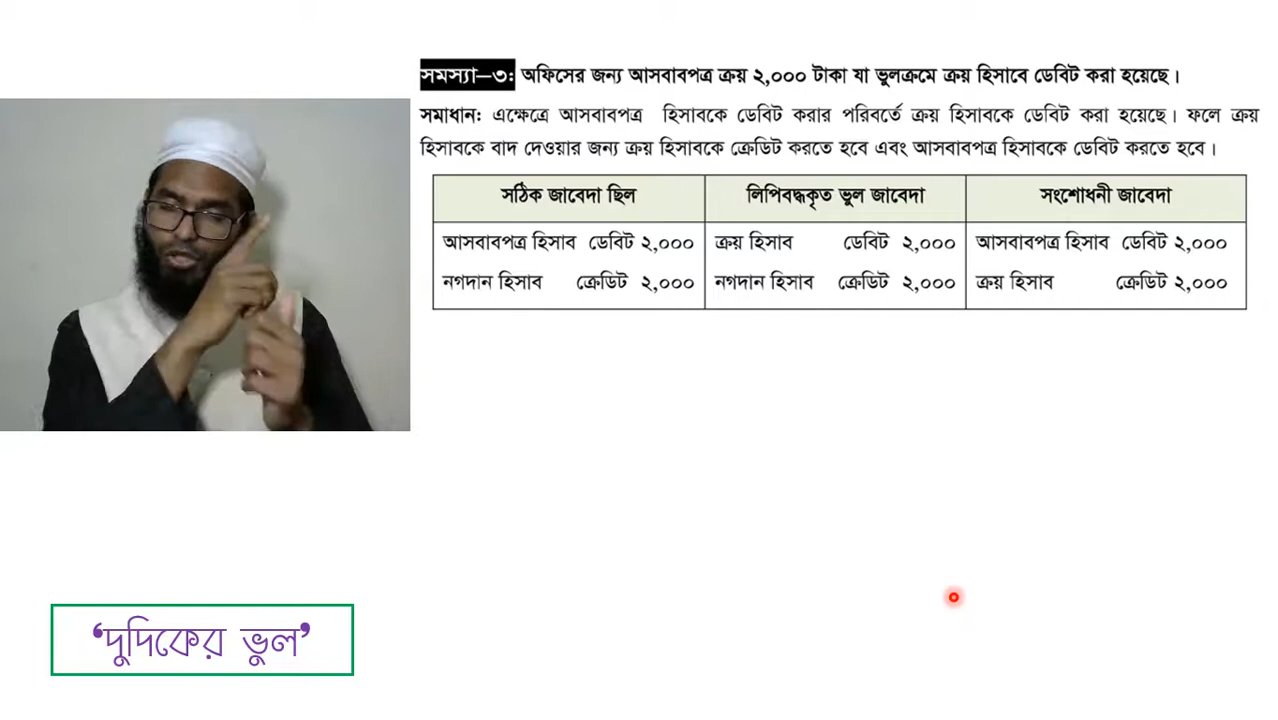 সমস্যা–৩: অফিসের জন্য আসবাবপত্র ক্রয় ২,০০০ টাকা যা ভুলক্রমে ক্রয় হিসাবে ডেবিট করা হয়েছে।
সমাধান: এক্ষেত্রে আসবাবপত্র হিসাবকে ডেবিট করার পরিবর্তে ক্রয় হিসাবকে ডেবিট করা হয়েছে। ফলে ক্রয়
হিসাবকে বাদ দেওয়ার জন্য ক্রয় হিসাবকে ক্রেডিট করতে হবে এবং আসবাবপত্র হিসাবকে ডেবিট করতে হবে।
সঠিক জাবেদা ছিল লিপিবদ্ধকৃত ভুল জাবেদা সংশোধনী জাবেদা
আসবাবপত্র হিসাব ডেবিট ২,০০০ ক্রয় হিসাব ডেবিট ২,০০০ আসবাবপত্র হিসাব ডেবিট ২,০০০
নগদান হিসাব ক্রেডিট ২,০০০ নগদান হিসাব ক্রেডিট ২,০০০ ক্রয় হিসাব ক্রেডিট ২,০০০
‘দুদিকের ভুল’